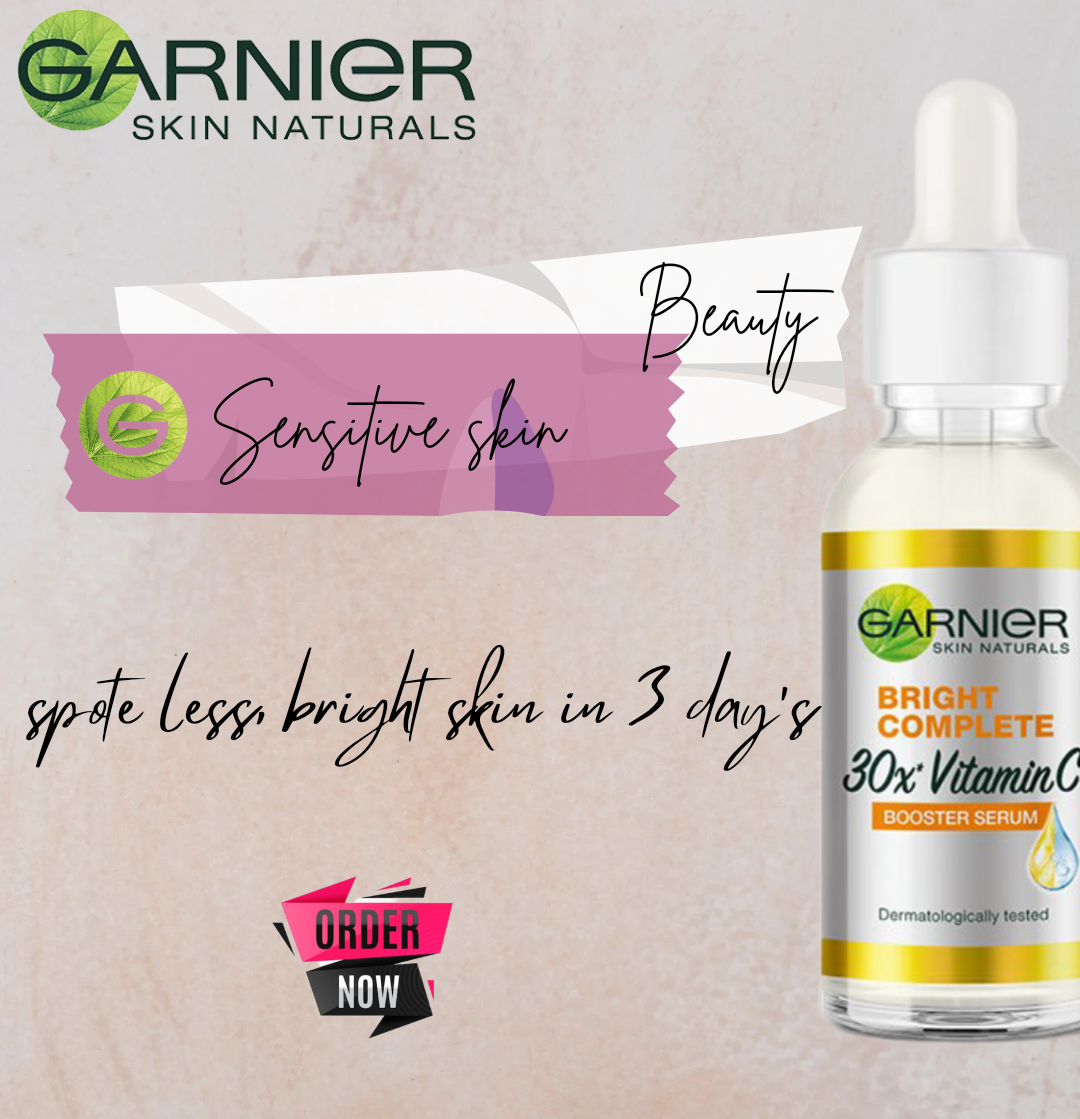 GARNIER
SKIN NATURALS
Beauty
G Sensitive skin
spote less, bright skin in 3 day's
GARNIER
SKIN NATURALS
BRIGHT
COMPLETE
30x* Vitamin C
BOOSTER SERUM
Dermatologically tested
ORDER
NOW